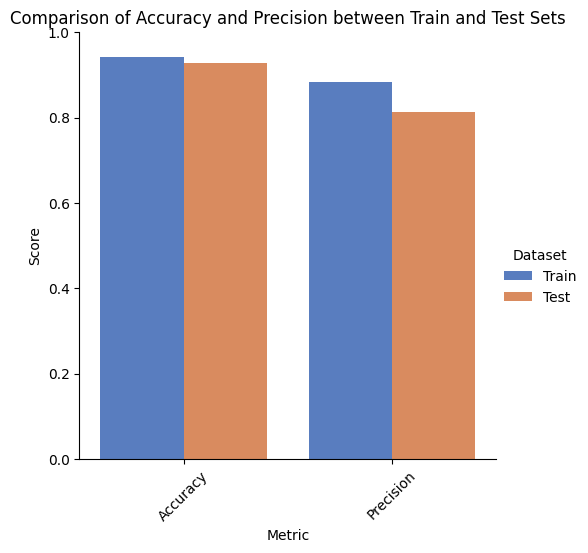 Comparison of Accuracy and Precision between Train and Test Sets
1.0
0.8
0.6
0.4
0.2
0.0
Score
Accuracy
Precision
Metric
Dataset
Train
Test